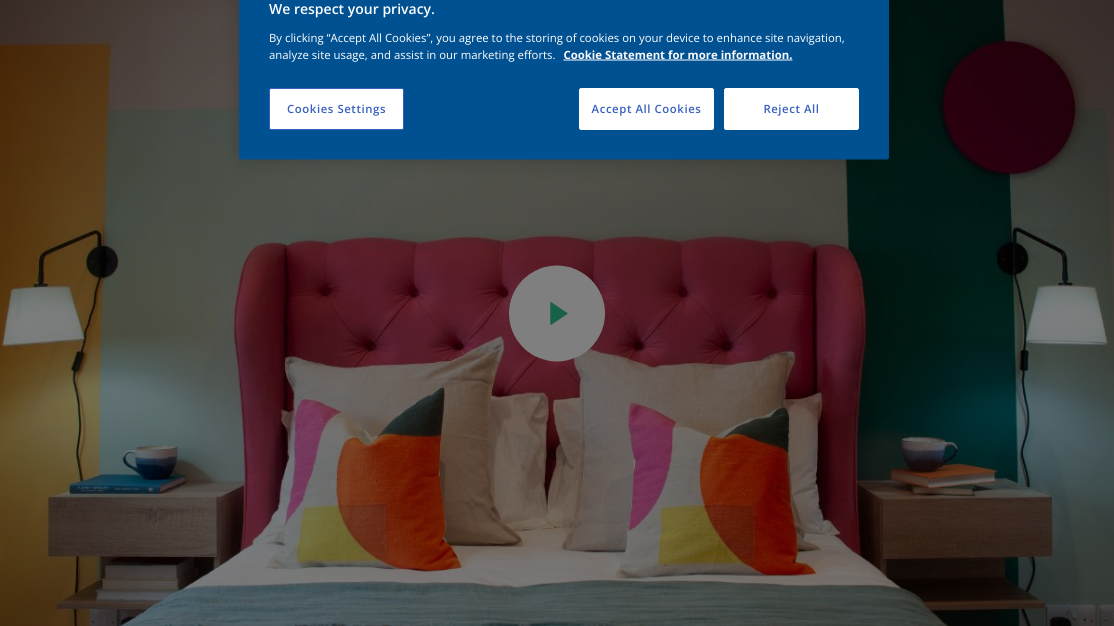 We respect your privacy.
By clicking “Accept All Cookies”, you agree to the storing of cookies on your device to enhance site navigation,
analyze site usage, and assist in our marketing efforts. Cookie Statement for more information.
Cookies Settings
Accept All Cookies
Reject All